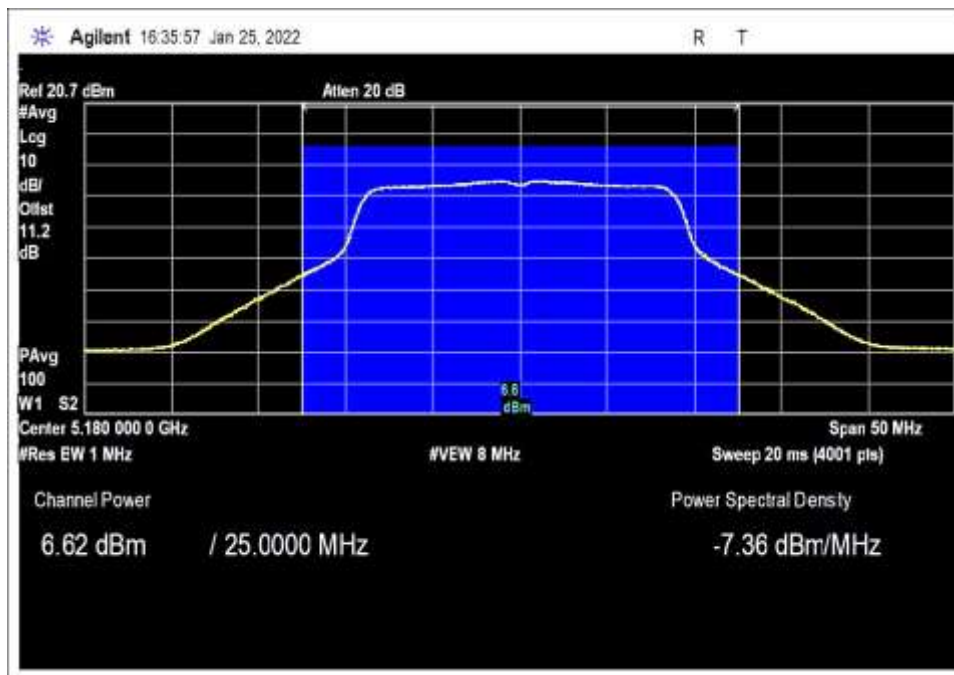 Agilent 16:35:57 Jan 25, 2022 R T
Ref 20.7 dBm Atten 20 dB
#Avg
Log
10
dB/
Offst
11.2
dB
PAvg
100
W1 S2
6.6
dBm
Center 5.180 000 0 GHz Span 50 MHz
#Res BW 1 MHz #VBW 8 MHz Sweep 20 ms (4001 pts)
Channel Power Power Spectral Density
6.62 dBm / 25.0000 MHz -7.36 dBm/MHz